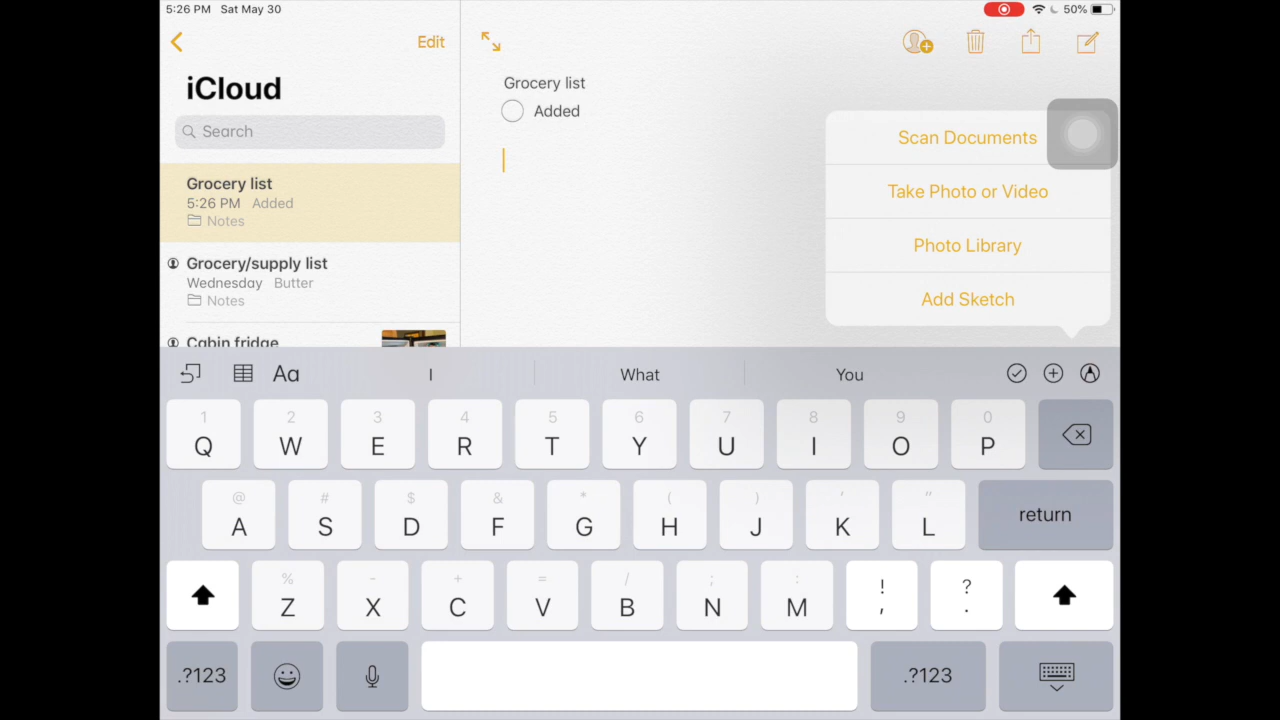 5:26 PM Sat May 30
50%
Edit
iCloud
Search
Grocery list
5:26 PM Added
Notes
Grocery/supply list
Wednesday Butter
Notes
Cabin fridge
Grocery list
Added
Scan Documents
Take Photo or Video
Photo Library
Add Sketch
Aa I What You
1 2 3 4 5 6 7 8 9 0
Q W E R T Y U I O P
@ # $ & * ( ) ' "
A S D F G H J K L return
% - + = / ; : ! ?
Z X C V B N M , .
.?123 .?123